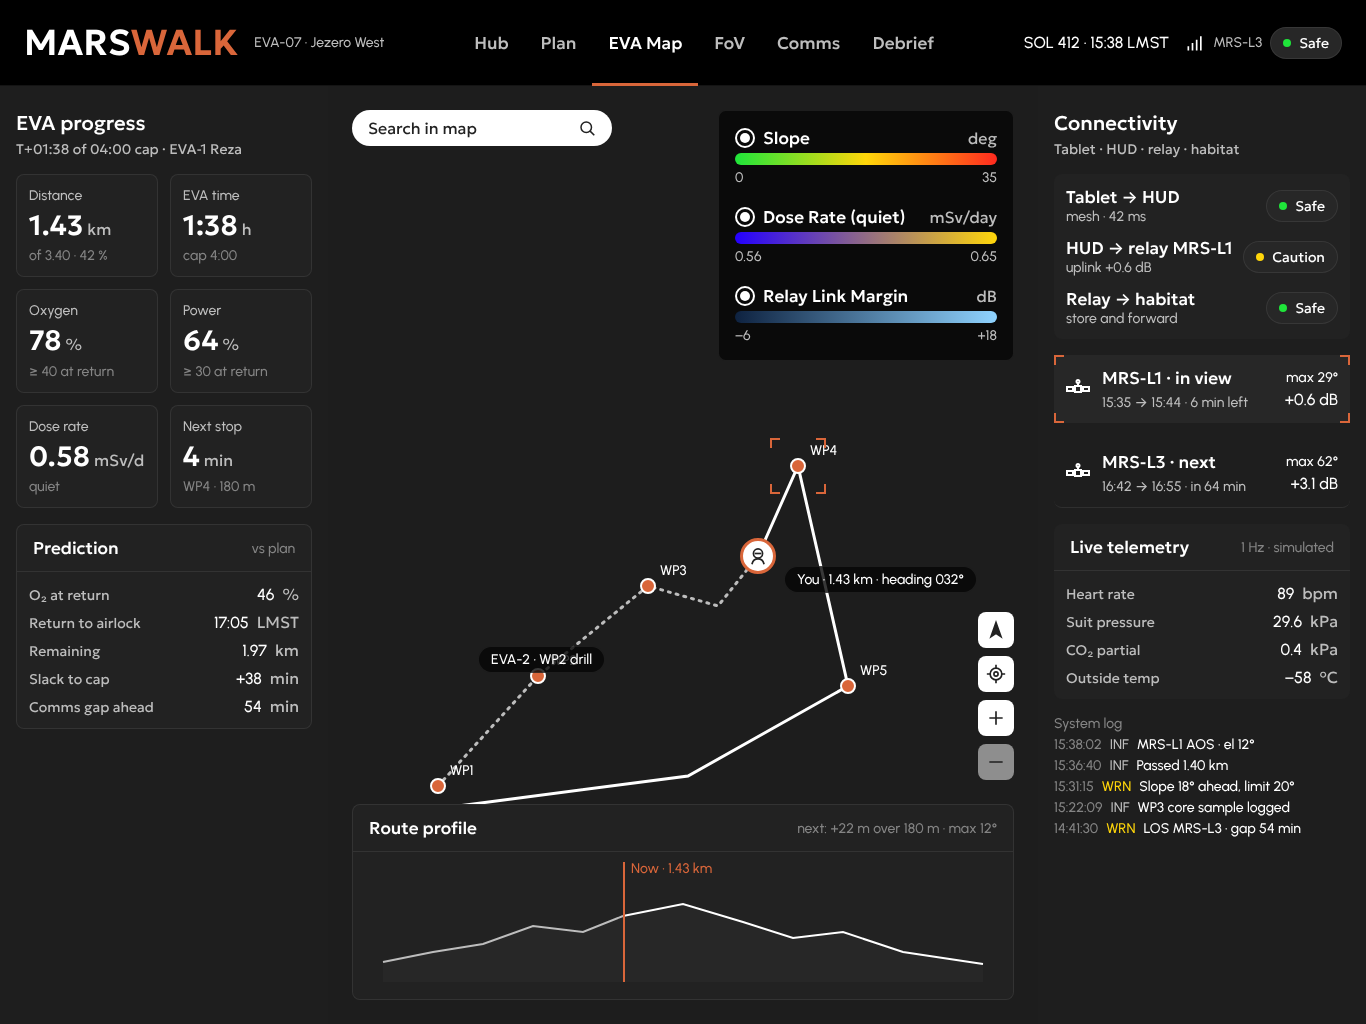 MARSWALK
EVA-07 · Jezero West
Hub
Plan
EVA Map
FoV
Comms
Debrief
SOL 412 · 15:38 LMST
MRS-L3
Safe
EVA progress
T+01:38 of 04:00 cap · EVA-1 Reza
Distance
1.43 km
of 3.40 · 42 %
EVA time
1:38 h
cap 4:00
Oxygen
78 %
≥ 40 at return
Power
64 %
≥ 30 at return
Dose rate
0.58 mSv/d
quiet
Next stop
4 min
WP4 · 180 m
Prediction
vs plan
O₂ at return 46 %
Return to airlock 17:05 LMST
Remaining 1.97 km
Slack to cap +38 min
Comms gap ahead 54 min
Search in map
Slope deg
0 35
Dose Rate (quiet) mSv/day
0.56 0.65
Relay Link Margin dB
−6 +18
WP4
WP3
You · 1.43 km · heading 032°
EVA-2 · WP2 drill
WP5
WP1
Route profile
next: +22 m over 180 m · max 12°
Now · 1.43 km
Connectivity
Tablet · HUD · relay · habitat
Tablet → HUD
mesh · 42 ms
Safe
HUD → relay MRS-L1
uplink +0.6 dB
Caution
Relay → habitat
store and forward
Safe
MRS-L1 · in view
15:35 → 15:44 · 6 min left
max 29°
+0.6 dB
MRS-L3 · next
16:42 → 16:55 · in 64 min
max 62°
+3.1 dB
Live telemetry
1 Hz · simulated
Heart rate 89 bpm
Suit pressure 29.6 kPa
CO₂ partial 0.4 kPa
Outside temp −58 °C
System log
15:38:02 INF MRS-L1 AOS · el 12°
15:36:40 INF Passed 1.40 km
15:31:15 WRN Slope 18° ahead, limit 20°
15:22:09 INF WP3 core sample logged
14:41:30 WRN LOS MRS-L3 · gap 54 min